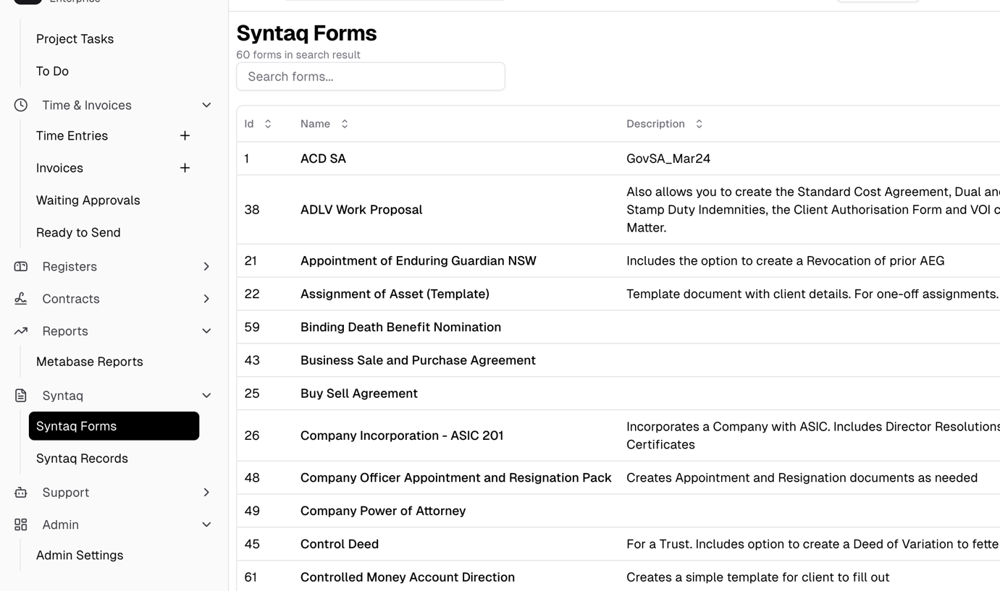 Enterprise
Project Tasks
To Do
Time & Invoices
Time Entries
Invoices
Waiting Approvals
Ready to Send
Registers
Contracts
Reports
Metabase Reports
Syntaq
Syntaq Forms
Syntaq Records
Support
Admin
Admin Settings
Syntaq Forms
60 forms in search result
Search forms...
Id Name Description
1 ACD SA GovSA_Mar24
38 ADLV Work Proposal Also allows you to create the Standard Cost Agreement, Dual
Stamp Duty Indemnities, the Client Authorisation Form and VOI
Matter.
21 Appointment of Enduring Guardian NSW Includes the option to create a Revocation of prior AEG
22 Assignment of Asset (Template) Template document with client details. For one-off assignments.
59 Binding Death Benefit Nomination
43 Business Sale and Purchase Agreement
25 Buy Sell Agreement
26 Company Incorporation - ASIC 201 Incorporates a Company with ASIC. Includes Director Resolutions
Certificates
48 Company Officer Appointment and Resignation Pack Creates Appointment and Resignation documents as needed
49 Company Power of Attorney
45 Control Deed For a Trust. Includes option to create a Deed of Variation to fette
61 Controlled Money Account Direction Creates a simple template for client to fill out